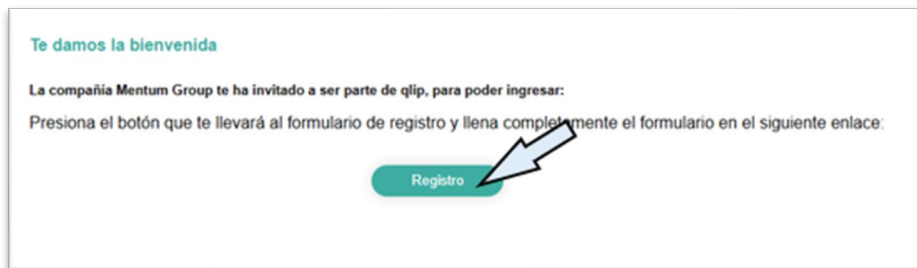 Te damos la bienvenida
La compañia Mentum Group te ha invitado a ser parte de qlip, para poder ingresar:
Presiona el botón que te llevará al formulario de registro y llena completamente el formulario en el siguiente enlace:
Registro